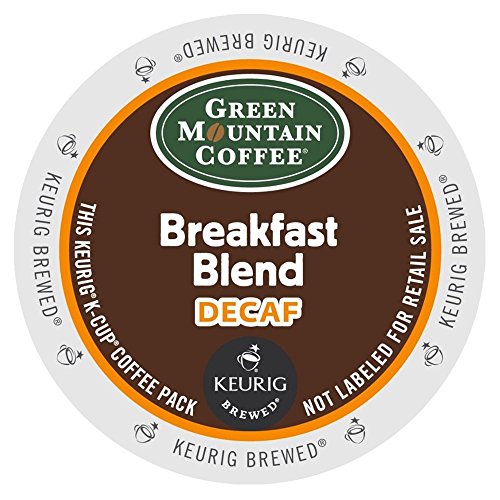 KEURIG BREWED®
KEURIG BREWED®
KEURIG BREWED®
KEURIG BREWED®
KEURIG BREWED®
GREEN
MOUNTAIN
COFFEE®
Breakfast
Blend
DECAF
KEURIG
BREWED®
THIS KEURIG® K-CUP® COFFEE PACK
NOT LABELED FOR RETAIL SALE